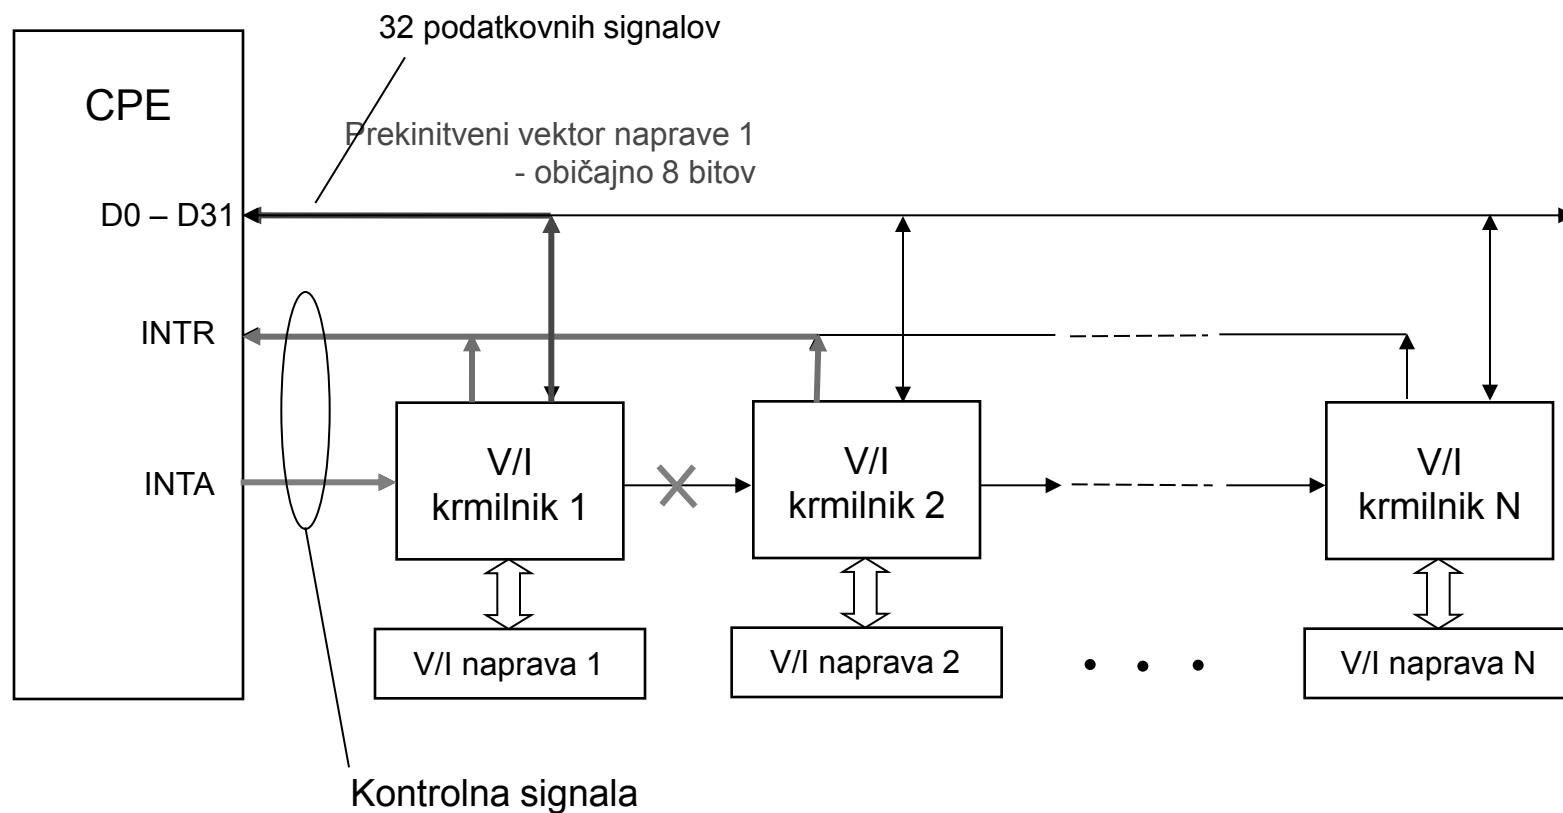 32 podatkovnih signalov
CPE
Prekinitveni vektor naprave 1
- običajno 8 bitov
D0 – D31
INTR
INTA
V/I
krmilnik 1
V/I
krmilnik 2
V/I
krmilnik N
V/I naprava 1
V/I naprava 2
V/I naprava N
Kontrolna signala